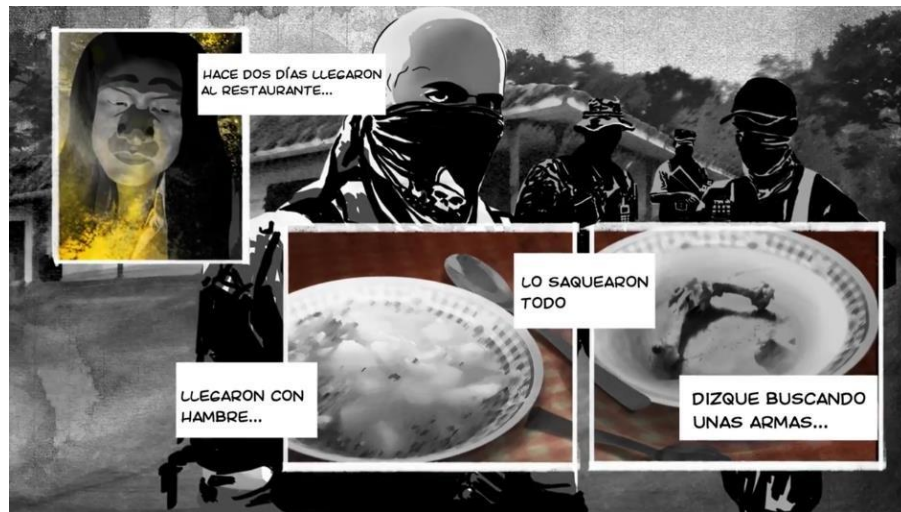 HACE DOS DÍAS LLEGARON
AL RESTAURANTE...
LLEGARON CON
HAMBRE...
LO SAQUEARON
TODO
DIZQUE BUSCANDO
UNAS ARMAS...